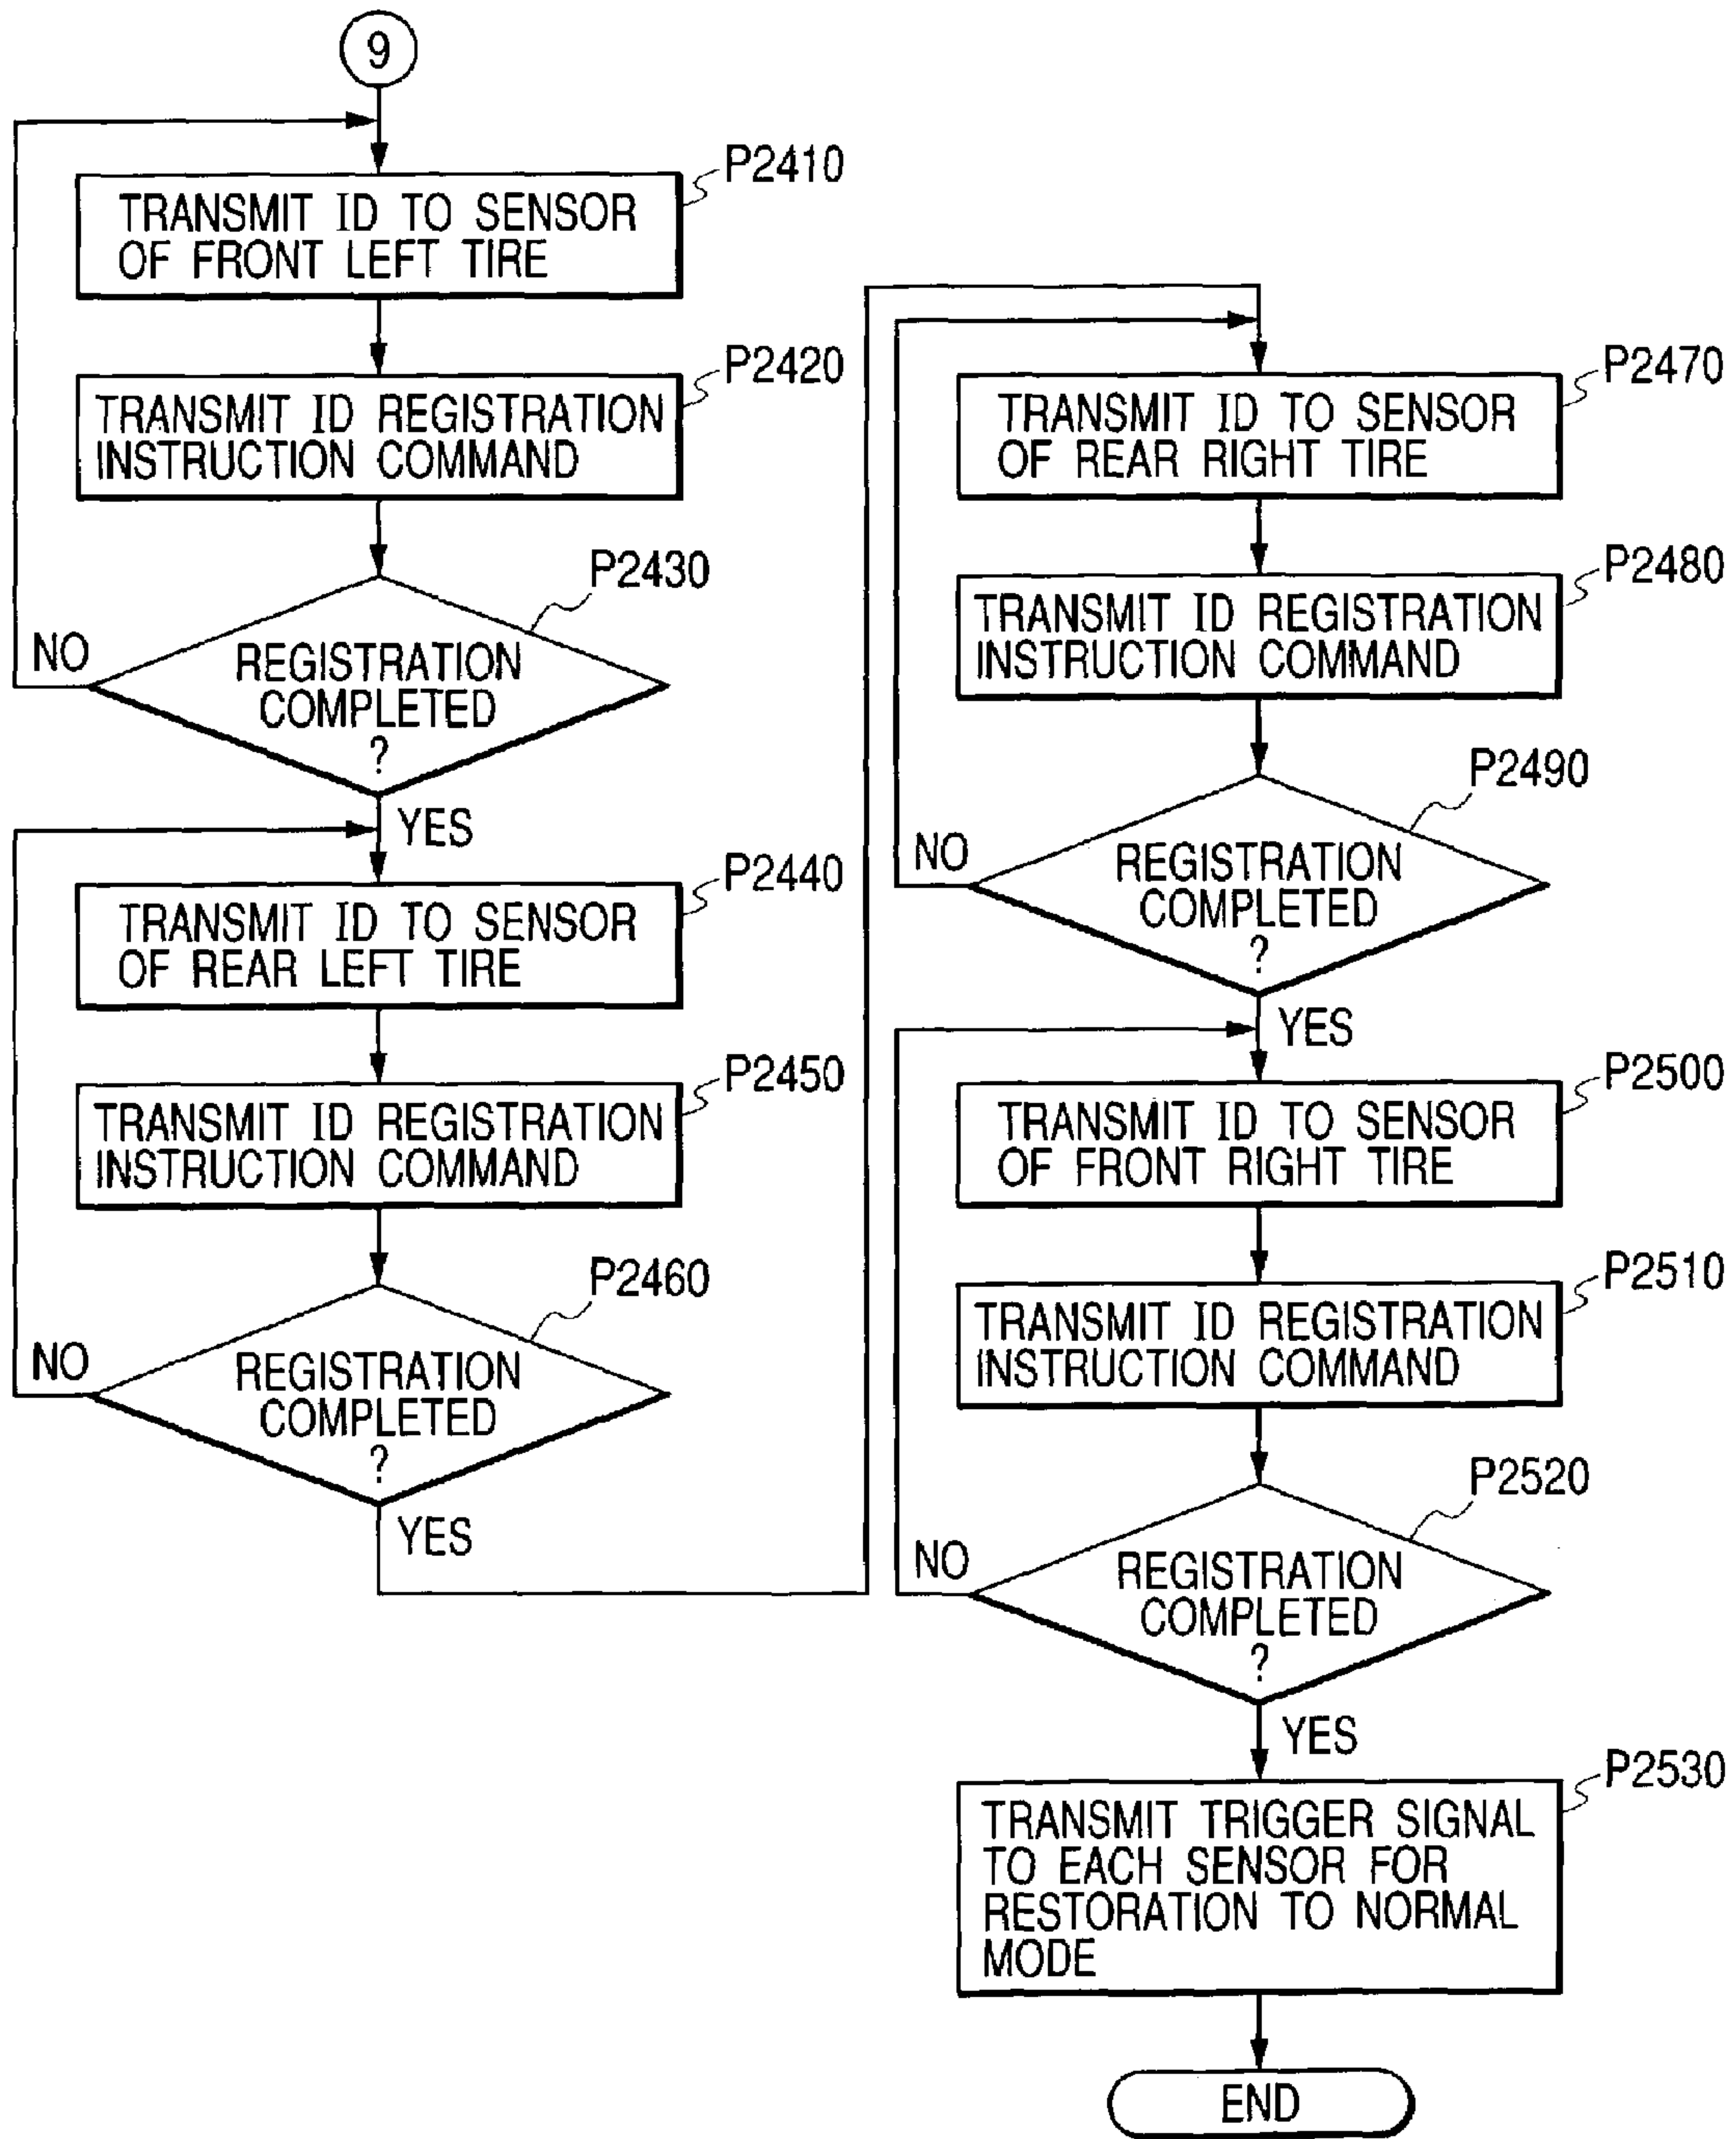 9
P2410
TRANSMIT ID TO SENSOR
OF FRONT LEFT TIRE
P2420
TRANSMIT ID REGISTRATION
INSTRUCTION COMMAND
P2430
NO
REGISTRATION
COMPLETED
?
YES
P2440
TRANSMIT ID TO SENSOR
OF REAR LEFT TIRE
P2450
TRANSMIT ID REGISTRATION
INSTRUCTION COMMAND
P2460
NO
REGISTRATION
COMPLETED
?
YES
P2470
TRANSMIT ID TO SENSOR
OF REAR RIGHT TIRE
P2480
TRANSMIT ID REGISTRATION
INSTRUCTION COMMAND
P2490
NO
REGISTRATION
COMPLETED
?
YES
P2500
TRANSMIT ID TO SENSOR
OF FRONT RIGHT TIRE
P2510
TRANSMIT ID REGISTRATION
INSTRUCTION COMMAND
P2520
NO
REGISTRATION
COMPLETED
?
YES
P2530
TRANSMIT TRIGGER SIGNAL
TO EACH SENSOR FOR
RESTORATION TO NORMAL
MODE
END